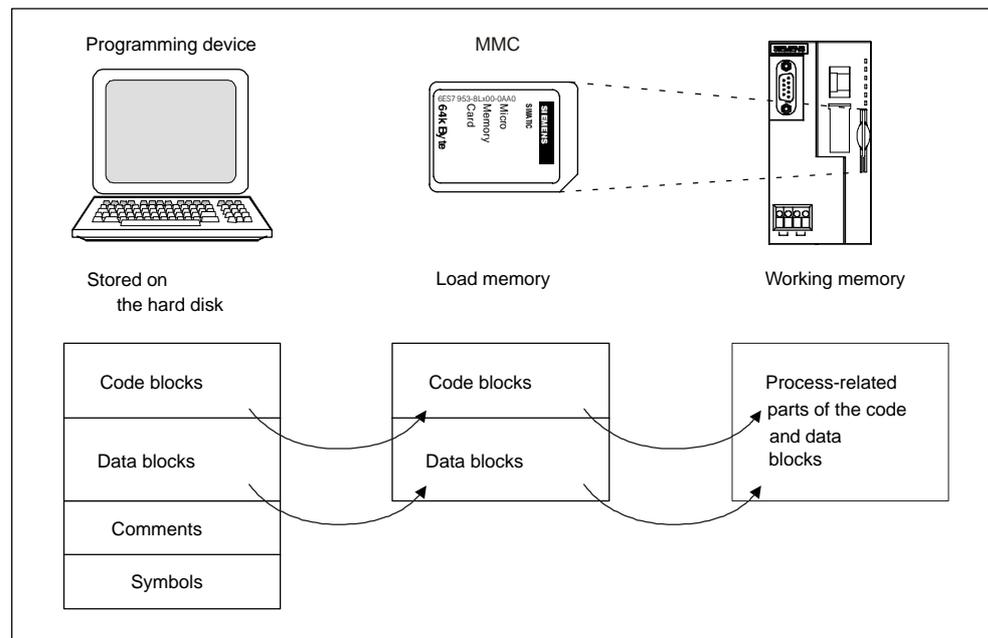 Programming device
MMC
SIEMENS
6ES7 953-8Lx00-0AA0
64k Byte
Micro
Memory
Card
SIMATIC
SIEMENS
Stored on
the hard disk
Load memory
Working memory
Code blocks
Data blocks
Comments
Symbols
Code blocks
Data blocks
Process-related
parts of the code
and data
blocks